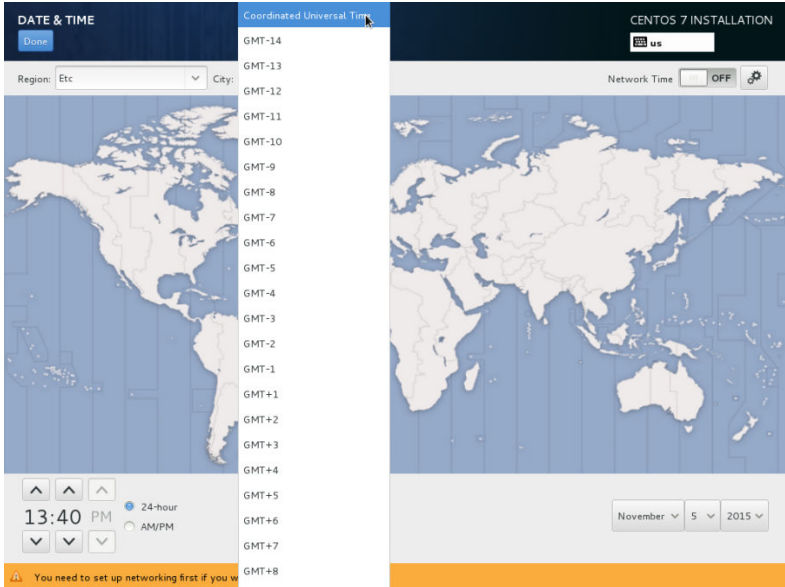 DATE & TIME
Done
CENTOS 7 INSTALLATION
us
Region: Etc City:
Network Time OFF
Coordinated Universal Time
GMT-14
GMT-13
GMT-12
GMT-11
GMT-10
GMT-9
GMT-8
GMT-7
GMT-6
GMT-5
GMT-4
GMT-3
GMT-2
GMT-1
GMT+1
GMT+2
GMT+3
GMT+4
GMT+5
GMT+6
GMT+7
GMT+8
13:40 PM
24-hour
AM/PM
November 5 2015
You need to set up networking first if you w